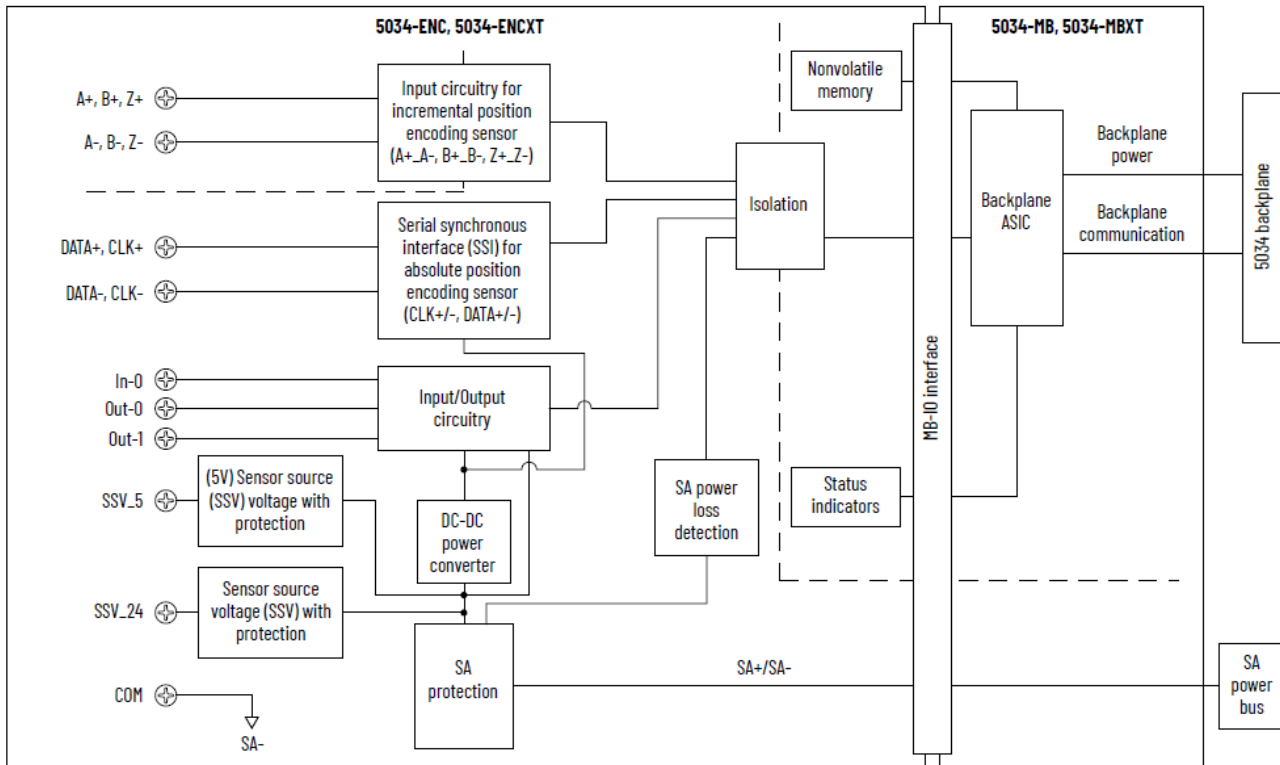 5034-ENC, 5034-ENCXT
5034-MB, 5034-MBXT
A+, B+, Z+
A-, B-, Z-
Input circuitry for
incremental position
encoding sensor
(A+_A-, B+_B-, Z+_Z-)
Nonvolatile
memory
Isolation
Backplane
ASIC
Backplane
power
Backplane
communication
5034 backplane
DATA+, CLK+
DATA-, CLK-
Serial synchronous
interface (SSI) for
absolute position
encoding sensor
(CLK+/-, DATA+/-)
In-0
Out-0
Out-1
Input/Output
circuitry
MB-IO interface
SSV_5
(5V) Sensor source
(SSV) voltage with
protection
DC-DC
power
converter
SA power
loss
detection
Status
indicators
SSV_24
Sensor source
voltage (SSV) with
protection
SA
protection
SA+/SA-
SA
power
bus
COM
SA-